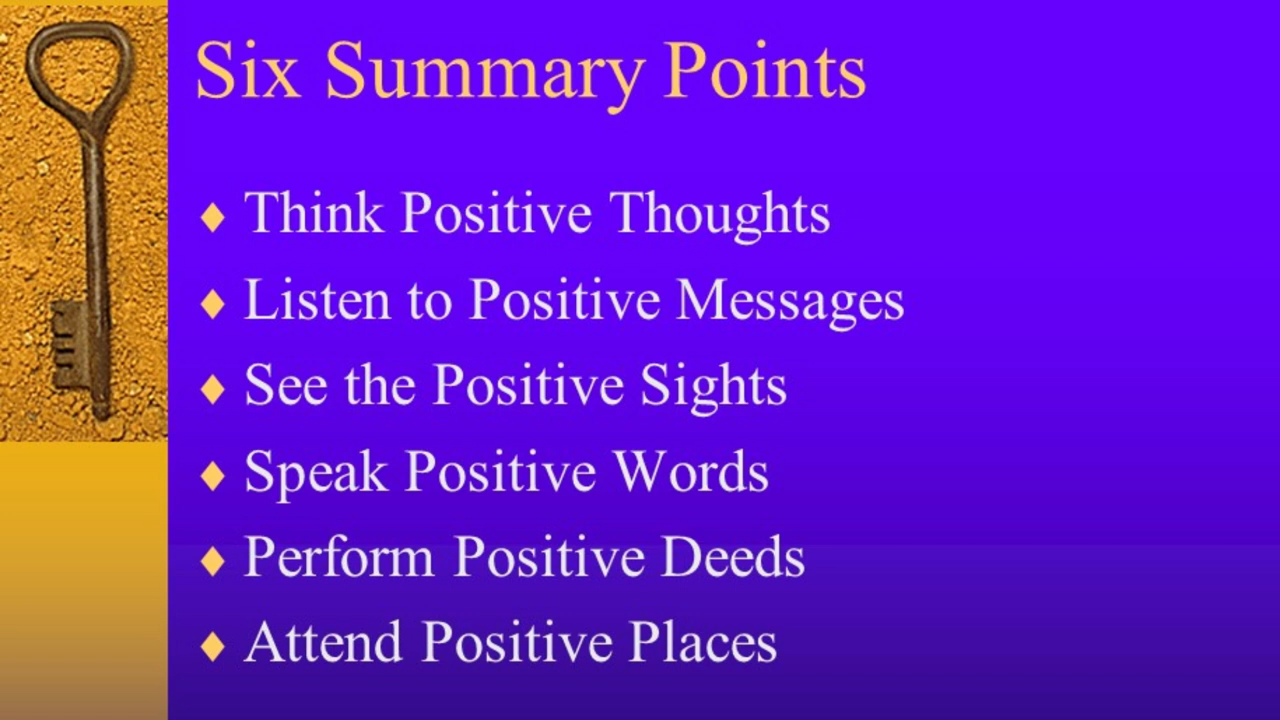 Six Summary Points
Think Positive Thoughts
Listen to Positive Messages
See the Positive Sights
Speak Positive Words
Perform Positive Deeds
Attend Positive Places